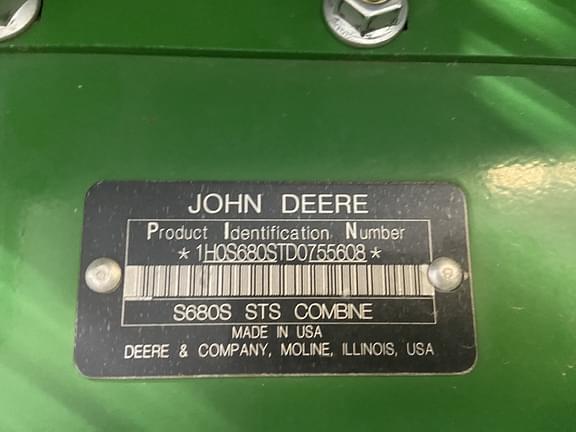 JOHN DEERE
Product Identification Number
*1H0S680STD0755608*
S680S STS COMBINE
MADE IN USA
DEERE & COMPANY, MOLINE, ILLINOIS, USA